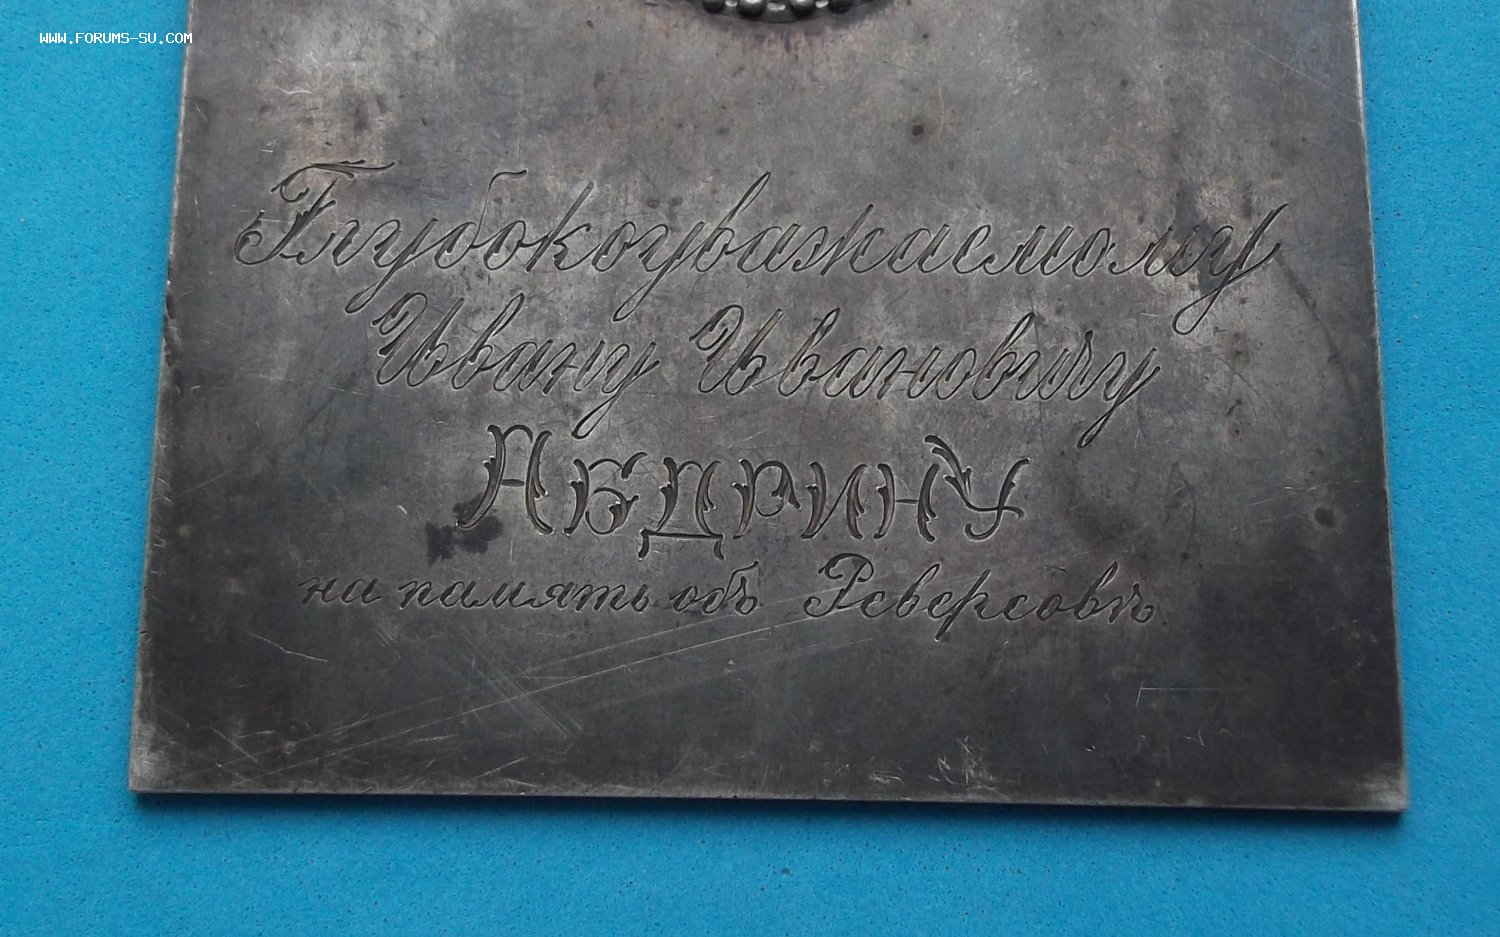 WWW.FORUMS-SU.COM
Глубокоуважаемому
Ивану Ивановичу
АБДРИНУ
на память объ Реверсовъ